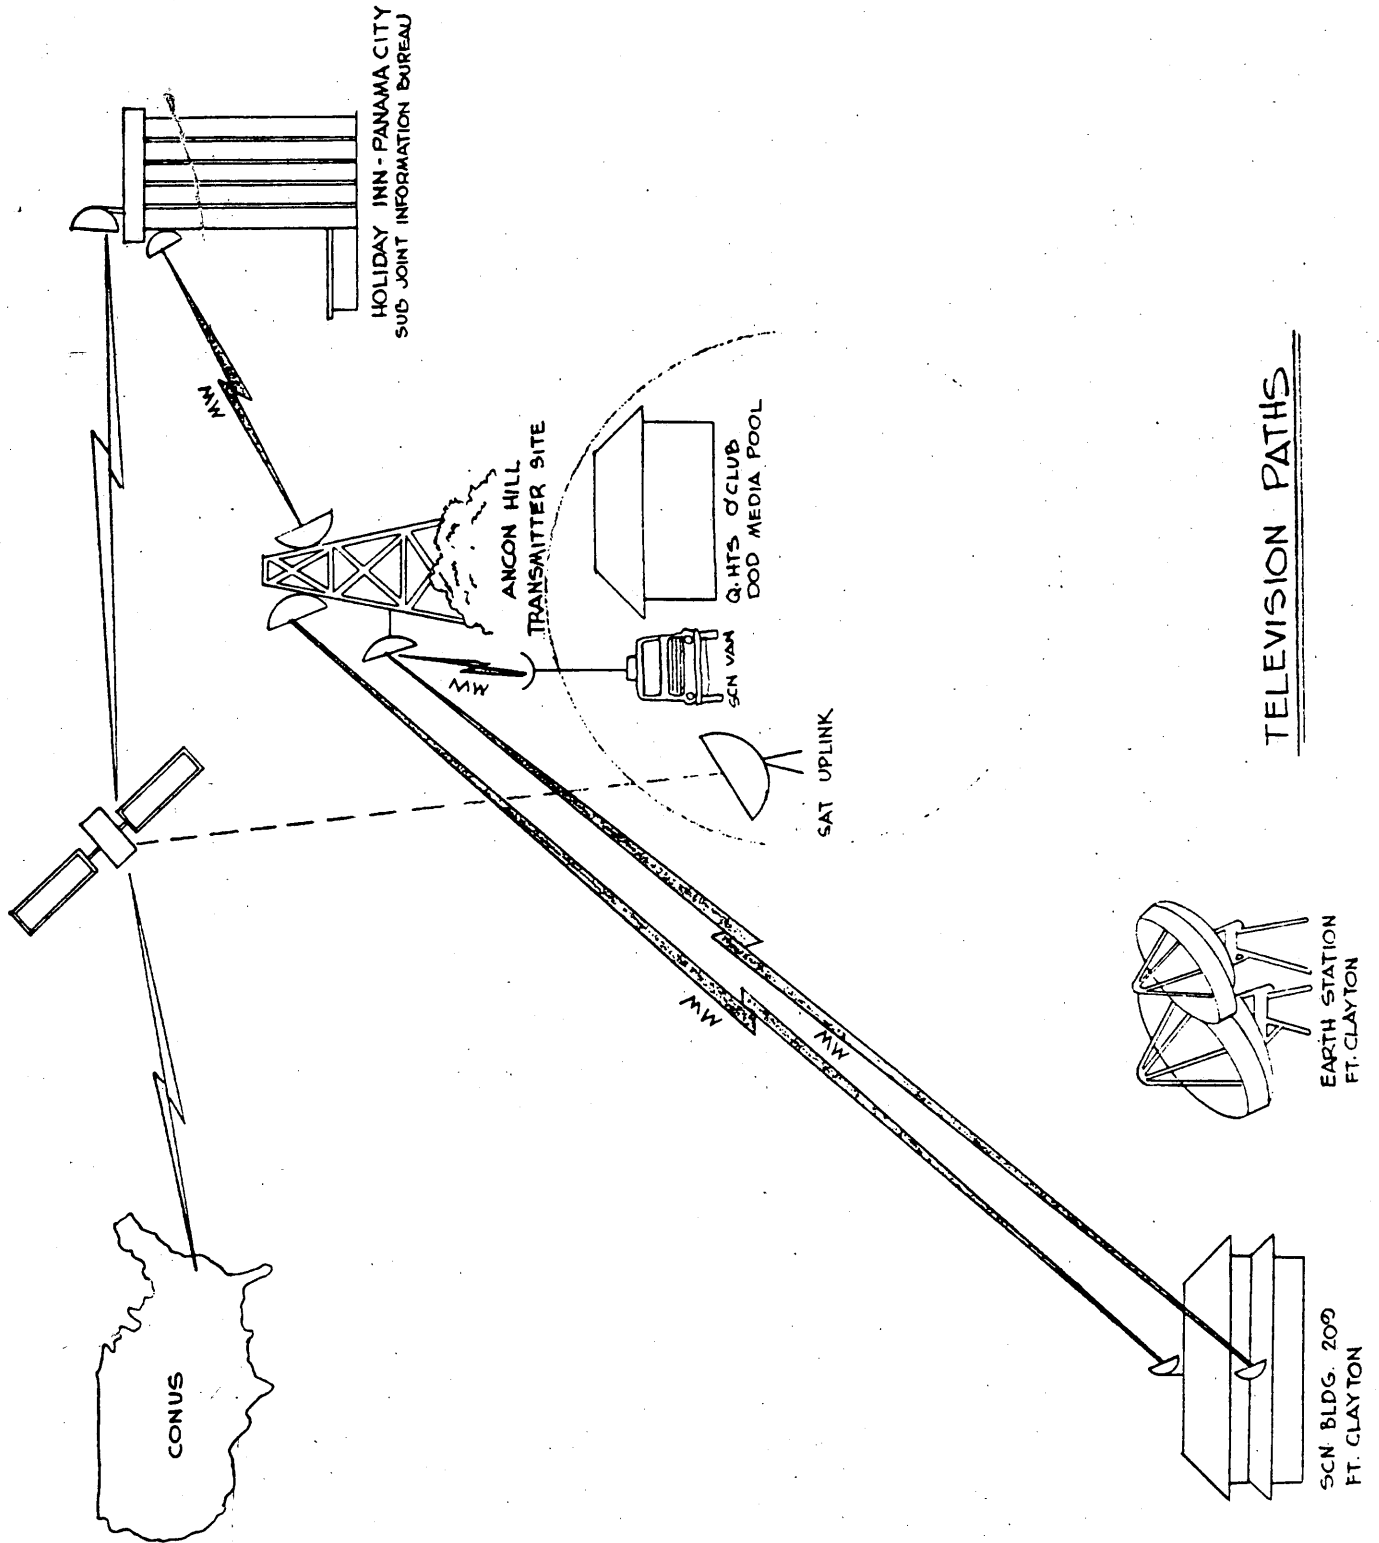 CONUS
HOLIDAY INN - PANAMA CITY
SUB JOINT INFORMATION BUREAU
MW
ANCON HILL
TRANSMITTER SITE
MW
Q. HTS O'CLUB
DOD MEDIA POOL
SCN VAN
SAT UPLINK
MW
MW
SCN BLDG. 209
FT. CLAYTON
EARTH STATION
FT. CLAYTON
TELEVISION PATHS